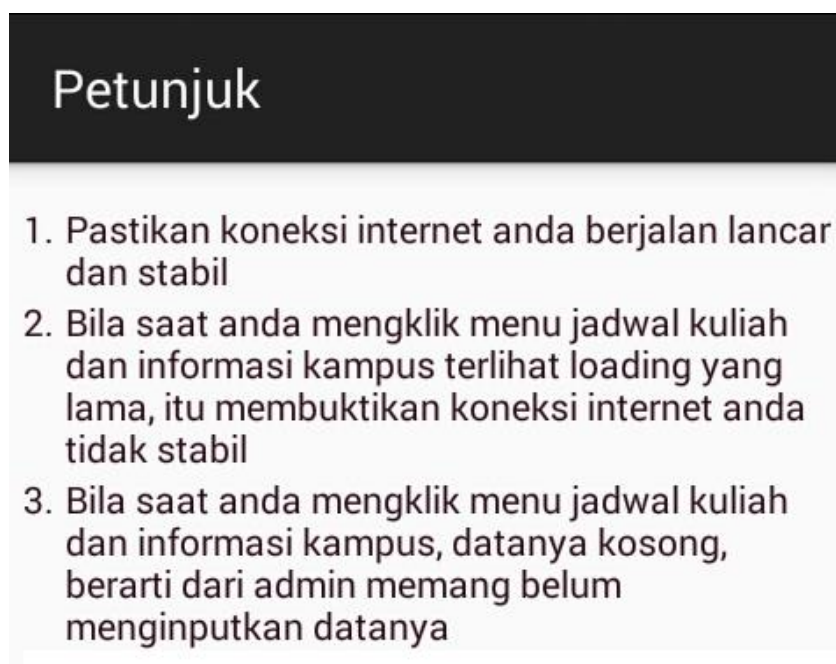 Petunjuk
1. Pastikan koneksi internet anda berjalan lancar
dan stabil
2. Bila saat anda mengklik menu jadwal kuliah
dan informasi kampus terlihat loading yang
lama, itu membuktikan koneksi internet anda
tidak stabil
3. Bila saat anda mengklik menu jadwal kuliah
dan informasi kampus, datanya kosong,
berarti dari admin memang belum
menginputkan datanya